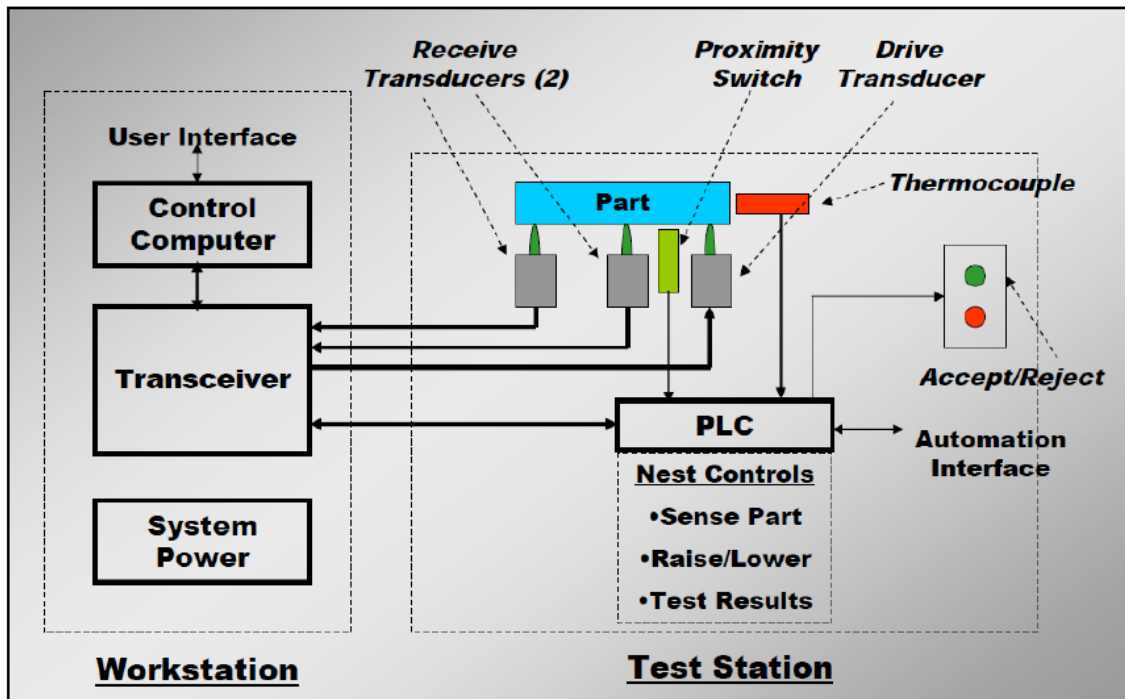 Receive
Transducers (2)
Proximity
Switch
Drive
Transducer
User Interface
Control
Computer
Part
Thermocouple
Transceiver
Accept/Reject
PLC
Automation
Interface
Nest Controls
•Sense Part
•Raise/Lower
•Test Results
System
Power
Workstation
Test Station